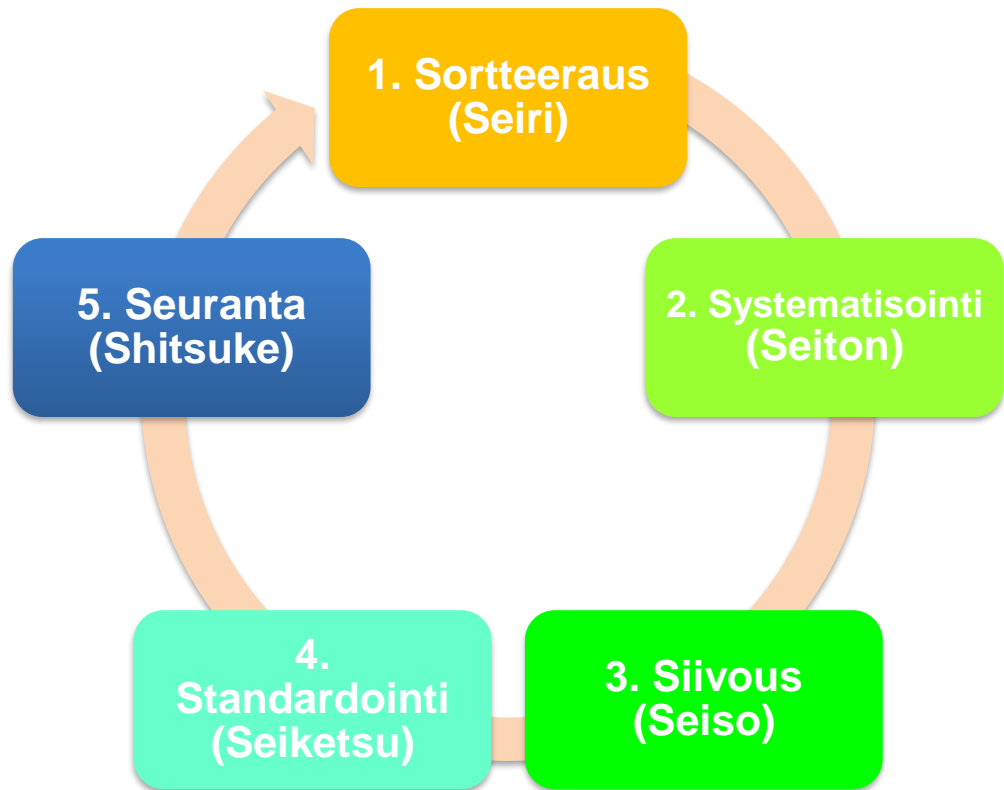 1. Sortteeraus
(Seiri)
2. Systematisointi
(Seiton)
3. Siivous
(Seiso)
4.
Standardointi
(Seiketsu)
5. Seuranta
(Shitsuke)